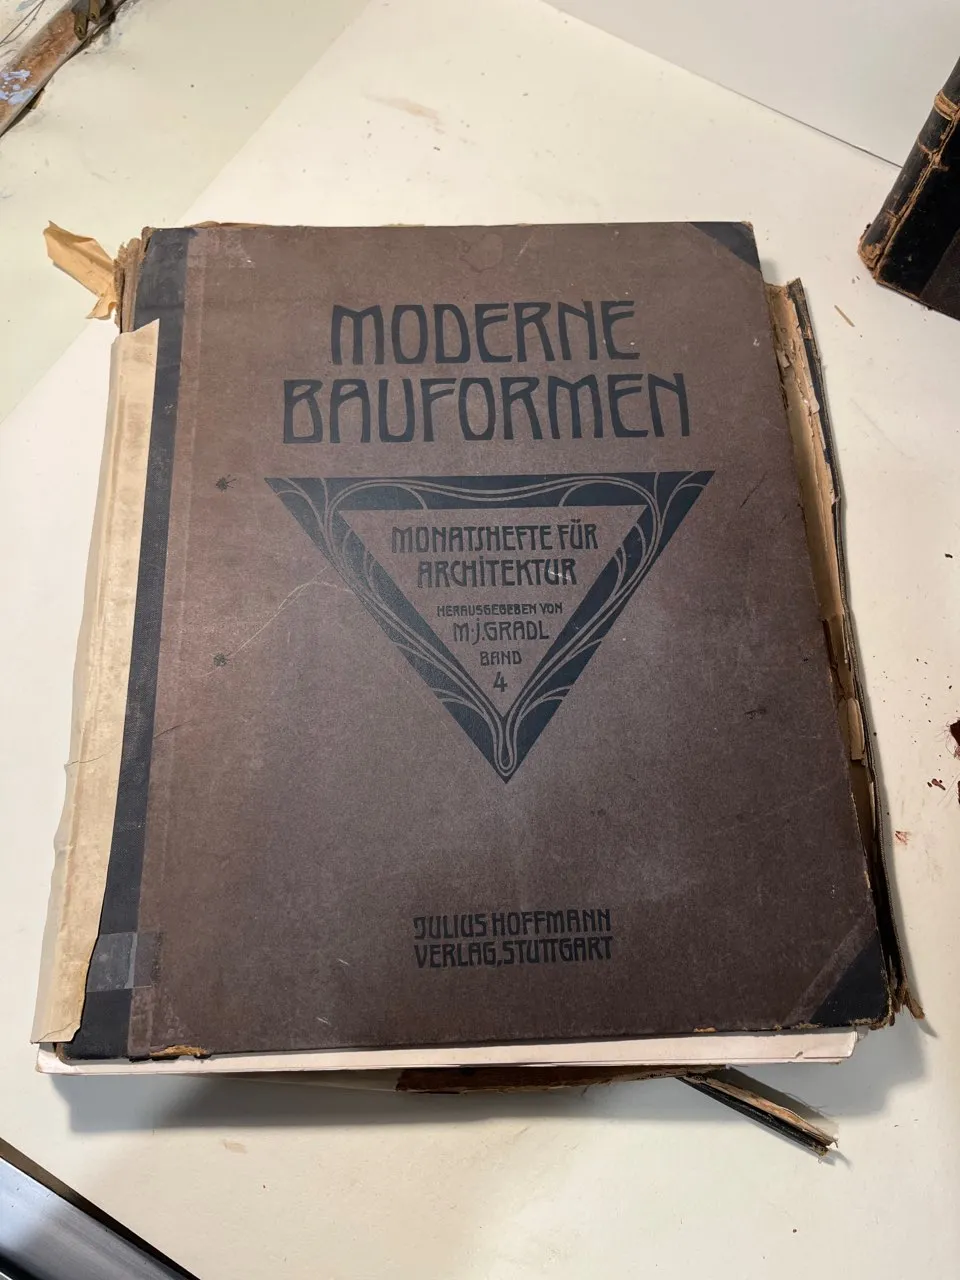 MODERNE
BAUFORMEN
MONATSHEFTE FÜR
ARCHITEKTUR
HERAUSGEGEBEN VON
M·J.GRADL
BAND
4
JULIUS HOFFMANN
VERLAG, STUTTGART